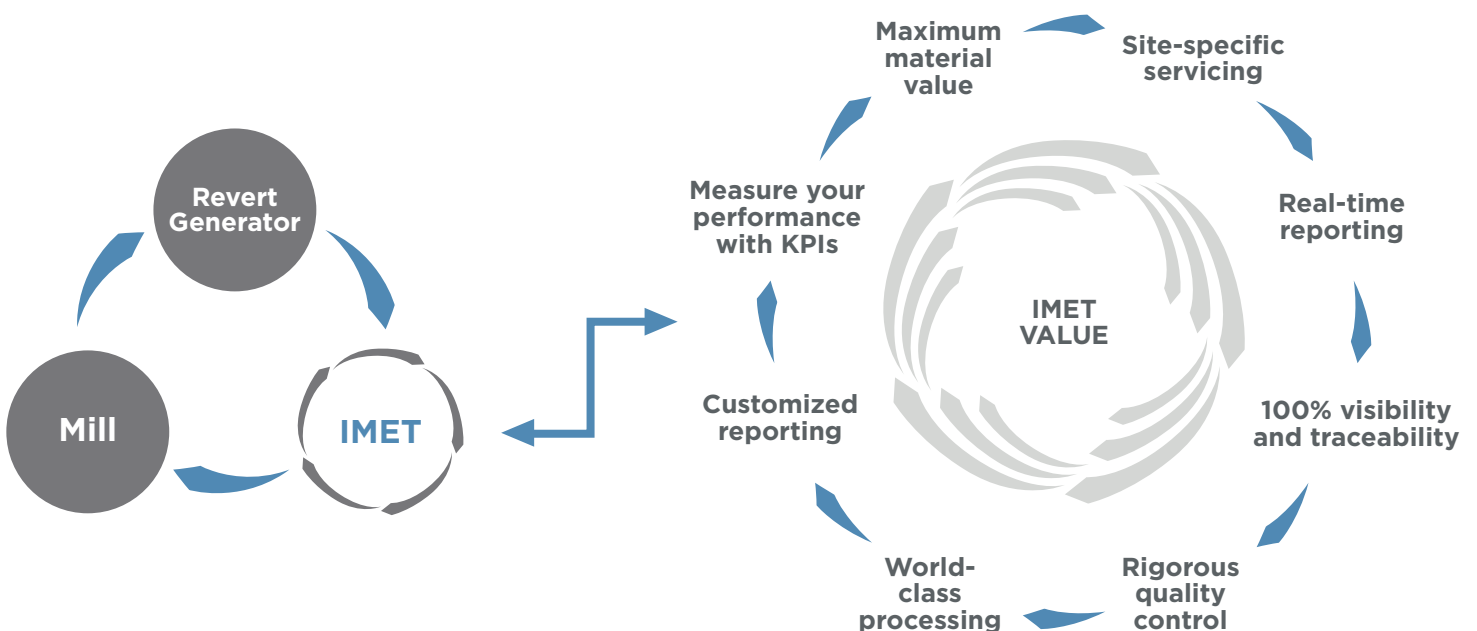 Revert
Generator
Mill
IMET
Maximum
material
value
Site-specific
servicing
Real-time
reporting
100% visibility
and traceability
Rigorous
quality
control
World-
class
processing
Customized
reporting
Measure your
performance
with KPIs
IMET
VALUE